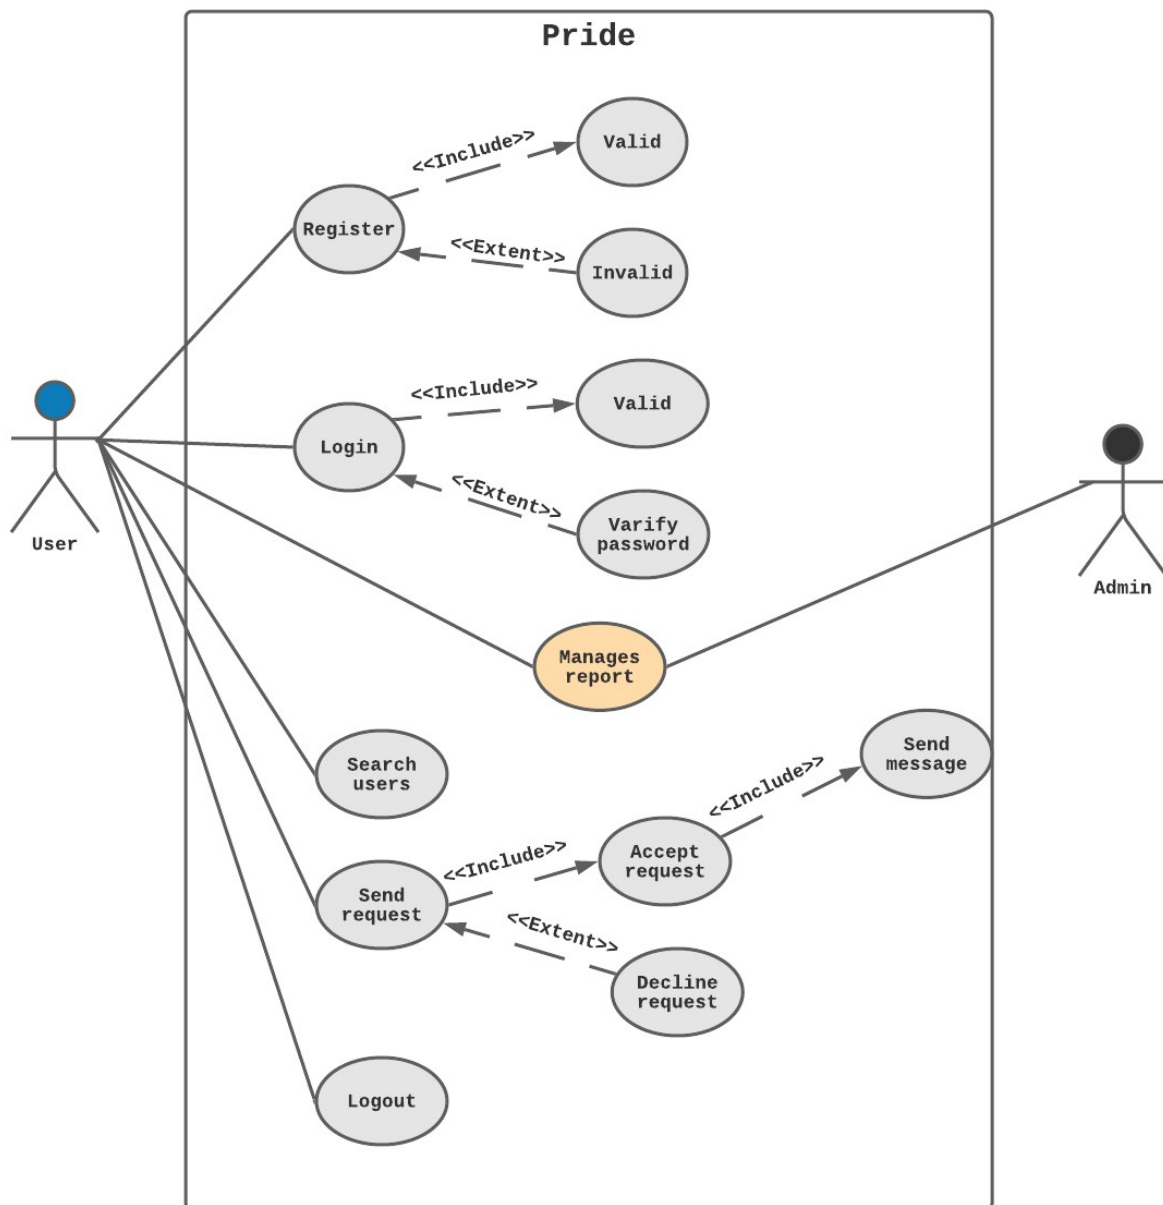 Pride
<<Include>>
Valid
Register
<<Extent>>
Invalid
<<Include>>
Valid
Login
<<Extent>>
Varify
password
User
Admin
Manages
report
Search
users
Send
message
<<Include>>
Accept
request
<<Include>>
Send
request
<<Extent>>
Decline
request
Logout